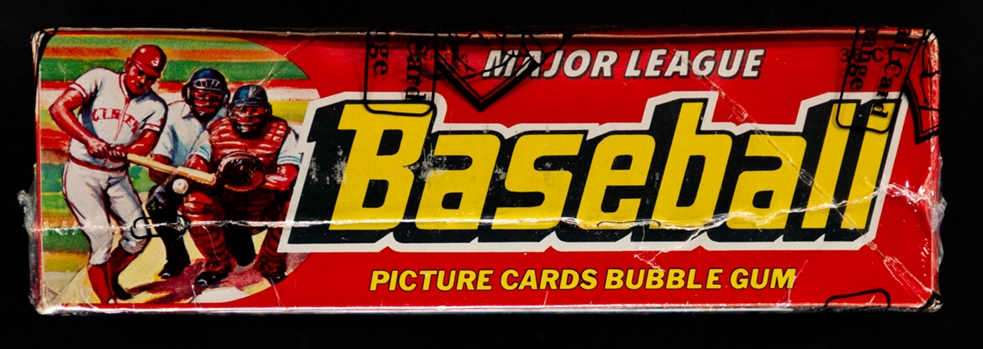 MAJOR LEAGUE
Baseball
PICTURE CARDS BUBBLE GUM